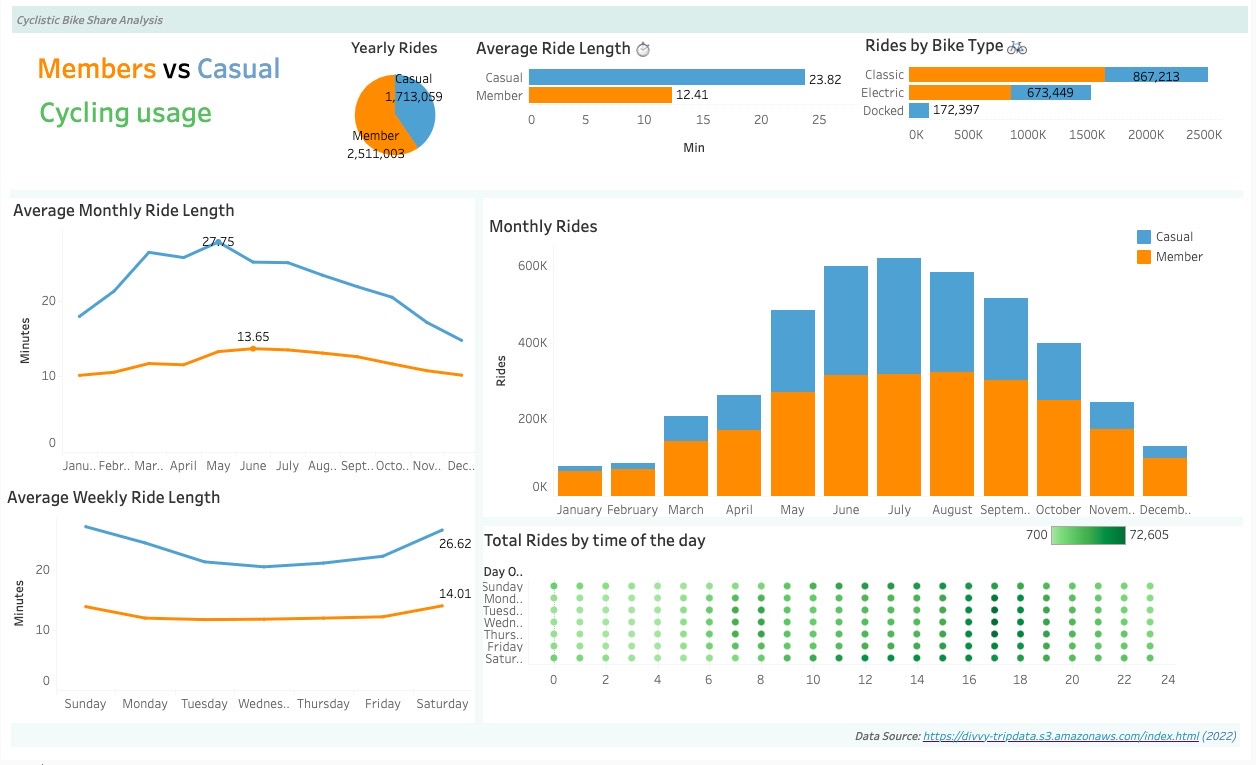 Cyclistic Bike Share Analysis
Members vs Casual
Cycling usage
Yearly Rides
Casual
1,713,059
Member
2,511,003
Average Ride Length
Casual
23.82
Member
12.41
0 5 10 15 20 25
Min
Rides by Bike Type
Classic
867,213
Electric
673,449
Docked
172,397
0K 500K 1000K 1500K 2000K 2500K
Average Monthly Ride Length
27.75
13.65
20
10
0
Minutes
Janu.. Febr.. Mar.. April May June July Aug.. Sept.. Octo.. Nov.. Dec..
Monthly Rides
Casual
Member
600K
400K
200K
0K
Rides
January February March April May June July August Septem.. October Novem.. Decemb..
Average Weekly Ride Length
26.62
14.01
20
10
0
Minutes
Sunday Monday Tuesday Wednes.. Thursday Friday Saturday
Total Rides by time of the day
700 72,605
Day O..
Sunday
Mond..
Tuesd..
Wedn..
Thurs..
Friday
Satur..
0 2 4 6 8 10 12 14 16 18 20 22 24
Data Source: https://divvy-tripdata.s3.amazonaws.com/index.html (2022)